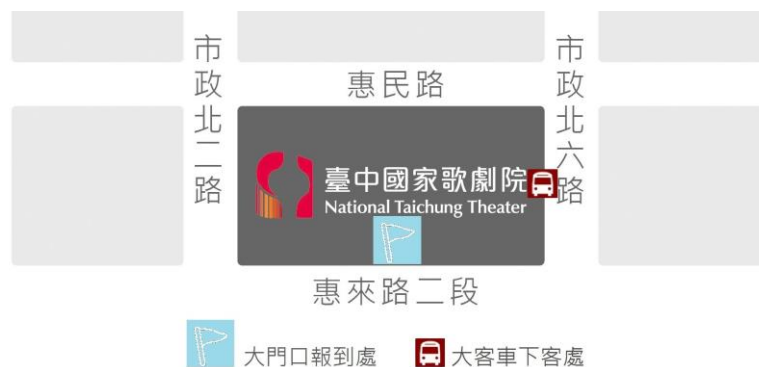 市政北二路
惠民路
市政北六路
臺中國家歌劇院
National Taichung Theater
惠來路二段
大門口報到處
大客車下客處